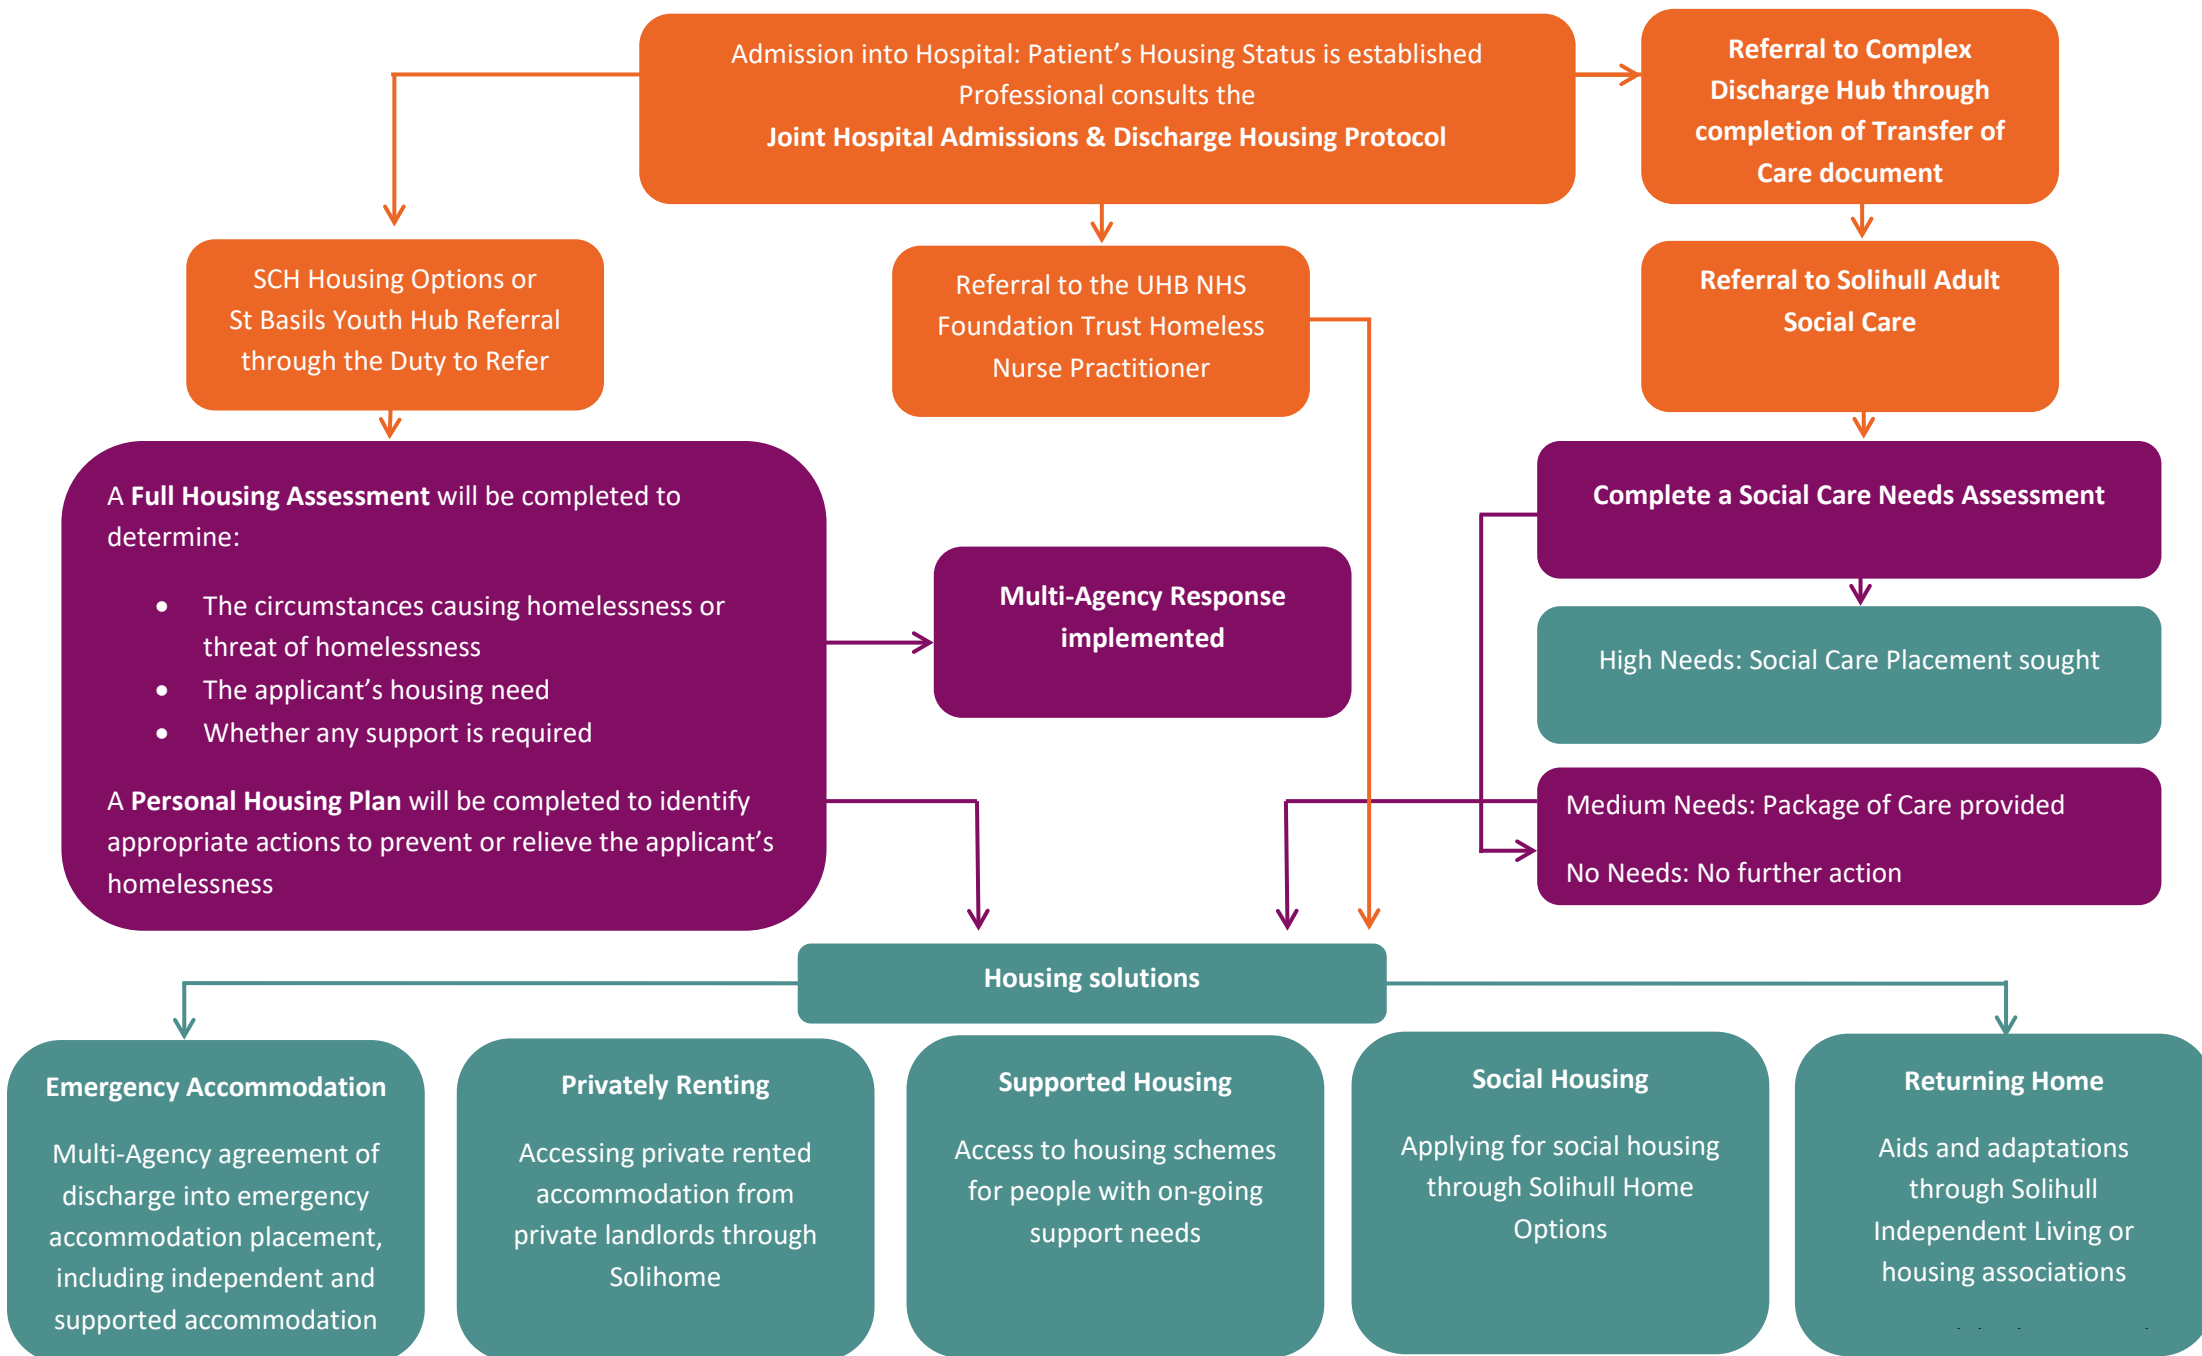 Admission into Hospital: Patient’s Housing Status is established
Professional consults the
Joint Hospital Admissions & Discharge Housing Protocol
Referral to Complex
Discharge Hub through
completion of Transfer of
Care document
SCH Housing Options or
St Basils Youth Hub Referral
through the Duty to Refer
Referral to the UHB NHS
Foundation Trust Homeless
Nurse Practitioner
Referral to Solihull Adult
Social Care
A Full Housing Assessment will be completed to
determine:
• The circumstances causing homelessness or
threat of homelessness
• The applicant’s housing need
• Whether any support is required
A Personal Housing Plan will be completed to identify
appropriate actions to prevent or relieve the applicant’s
homelessness
Multi-Agency Response
implemented
Complete a Social Care Needs Assessment
High Needs: Social Care Placement sought
Medium Needs: Package of Care provided
No Needs: No further action
Housing solutions
Emergency Accommodation
Multi-Agency agreement of
discharge into emergency
accommodation placement,
including independent and
supported accommodation
Privately Renting
Accessing private rented
accommodation from
private landlords through
Solihome
Supported Housing
Access to housing schemes
for people with on-going
support needs
Social Housing
Applying for social housing
through Solihull Home
Options
Returning Home
Aids and adaptations
through Solihull
Independent Living or
housing associations